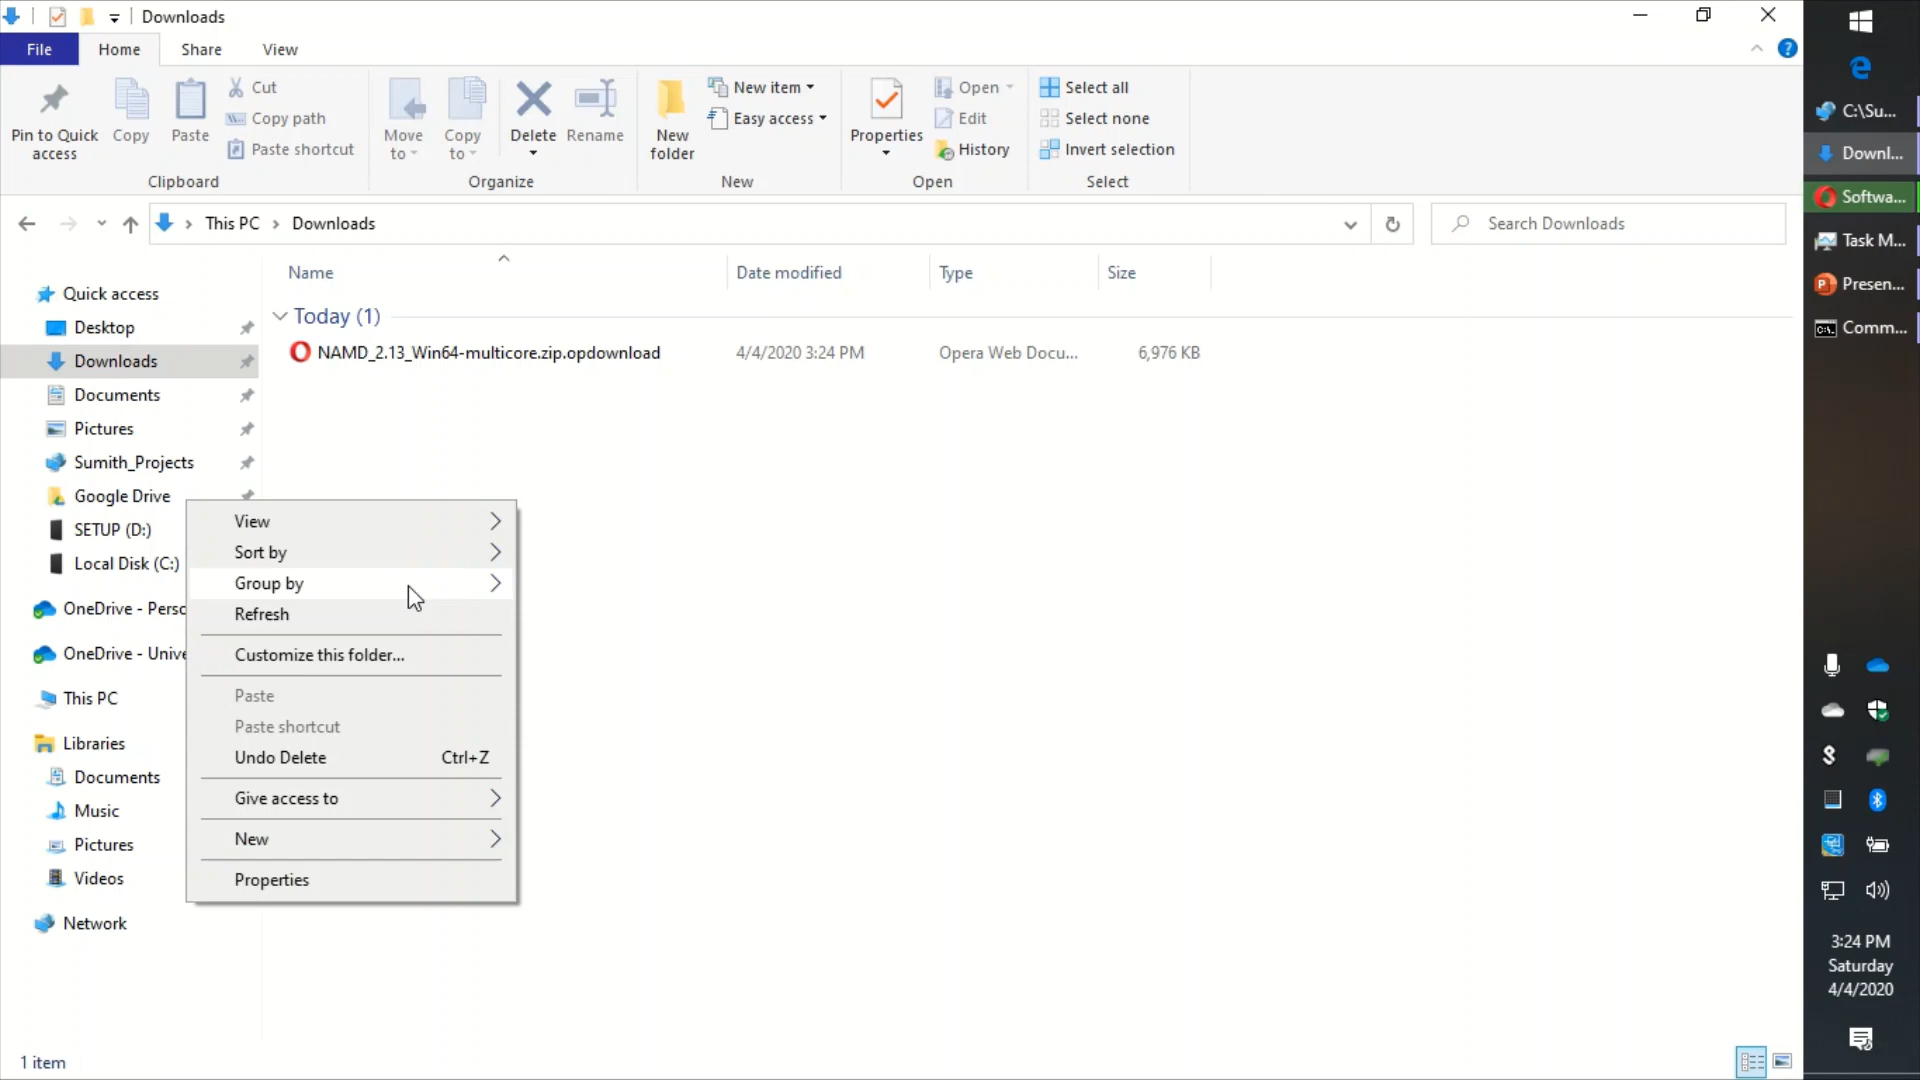 Downloads
File Home Share View
Pin to Quick access
Copy
Paste
Cut
Copy path
Paste shortcut
Clipboard
Move to
Copy to
Delete
Rename
Organize
New folder
New item
Easy access
New
Properties
Open
Edit
History
Open
Select all
Select none
Invert selection
Select
This PC > Downloads
Search Downloads
Name Date modified Type Size
Today (1)
NAMD_2.13_Win64-multicore.zip.opdownload 4/4/2020 3:24 PM Opera Web Docu... 6,976 KB
Quick access
Desktop
Downloads
Documents
Pictures
Sumith_Projects
Google Drive
SETUP (D:)
Local Disk (C:)
OneDrive - Perso
OneDrive - Unive
This PC
Libraries
Documents
Music
Pictures
Videos
Network
View
Sort by
Group by
Refresh
Customize this folder...
Paste
Paste shortcut
Undo Delete Ctrl+Z
Give access to
New
Properties
1 item
C:\Su...
Downl...
Softwa...
Task M...
Presen...
Comm...
3:24 PM
Saturday
4/4/2020